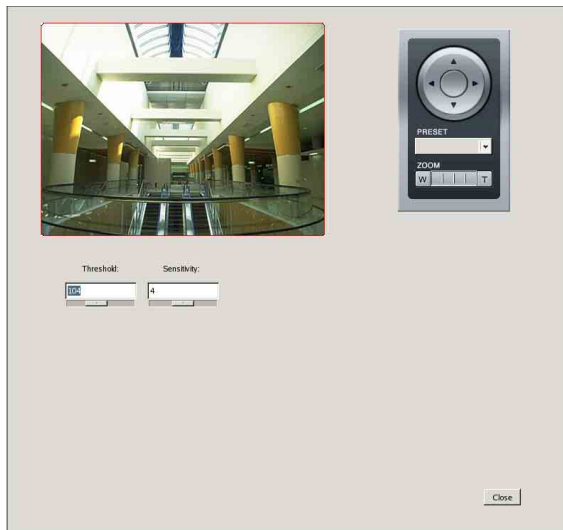 PRESET
ZOOM
W T
Threshold: Sensitivity:
104 4
Close